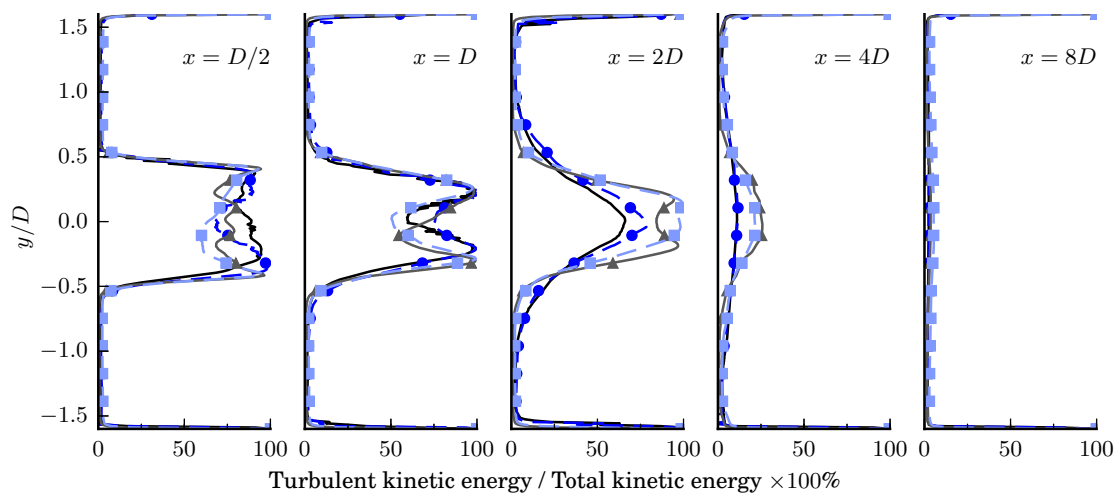 x = D/2
x = D
x = 2D
x = 4D
x = 8D
y/D
1.5
1.0
0.5
0.0
−0.5
−1.0
−1.5
0 50 100 0 50 100 0 50 100 0 50 100 0 50 100
Turbulent kinetic energy / Total kinetic energy ×100%